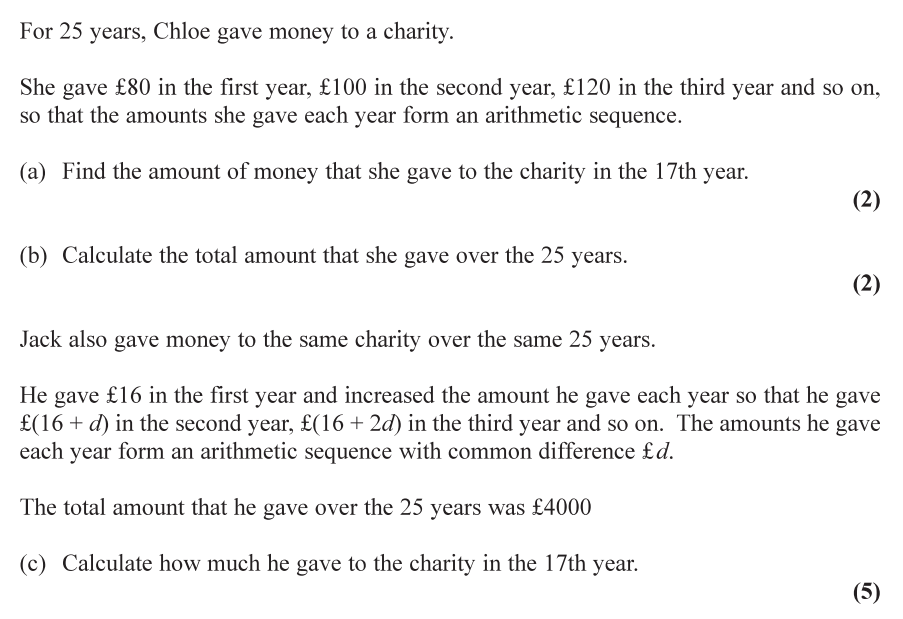 For 25 years, Chloe gave money to a charity.
She gave £80 in the first year, £100 in the second year, £120 in the third year and so on,
so that the amounts she gave each year form an arithmetic sequence.
(a) Find the amount of money that she gave to the charity in the 17th year.
(2)
(b) Calculate the total amount that she gave over the 25 years.
(2)
Jack also gave money to the same charity over the same 25 years.
He gave £16 in the first year and increased the amount he gave each year so that he gave
£(16 + d) in the second year, £(16 + 2d) in the third year and so on. The amounts he gave
each year form an arithmetic sequence with common difference £d.
The total amount that he gave over the 25 years was £4000
(c) Calculate how much he gave to the charity in the 17th year.
(5)